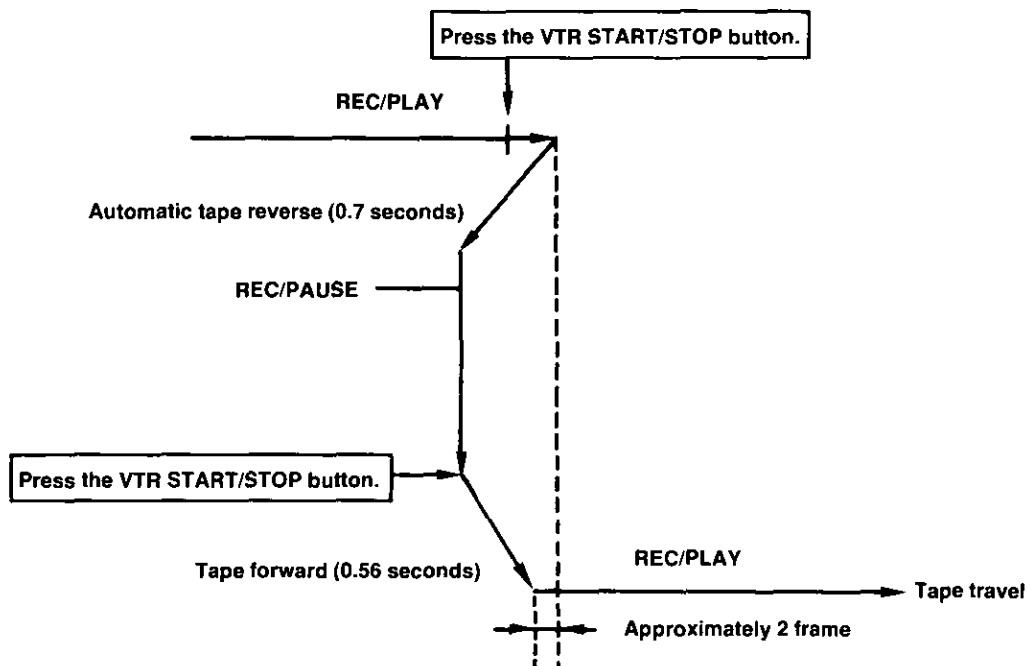 Press the VTR START/STOP button.
REC/PLAY
Automatic tape reverse (0.7 seconds)
REC/PAUSE
Press the VTR START/STOP button.
Tape forward (0.56 seconds)
REC/PLAY
Tape travel
Approximately 2 frame